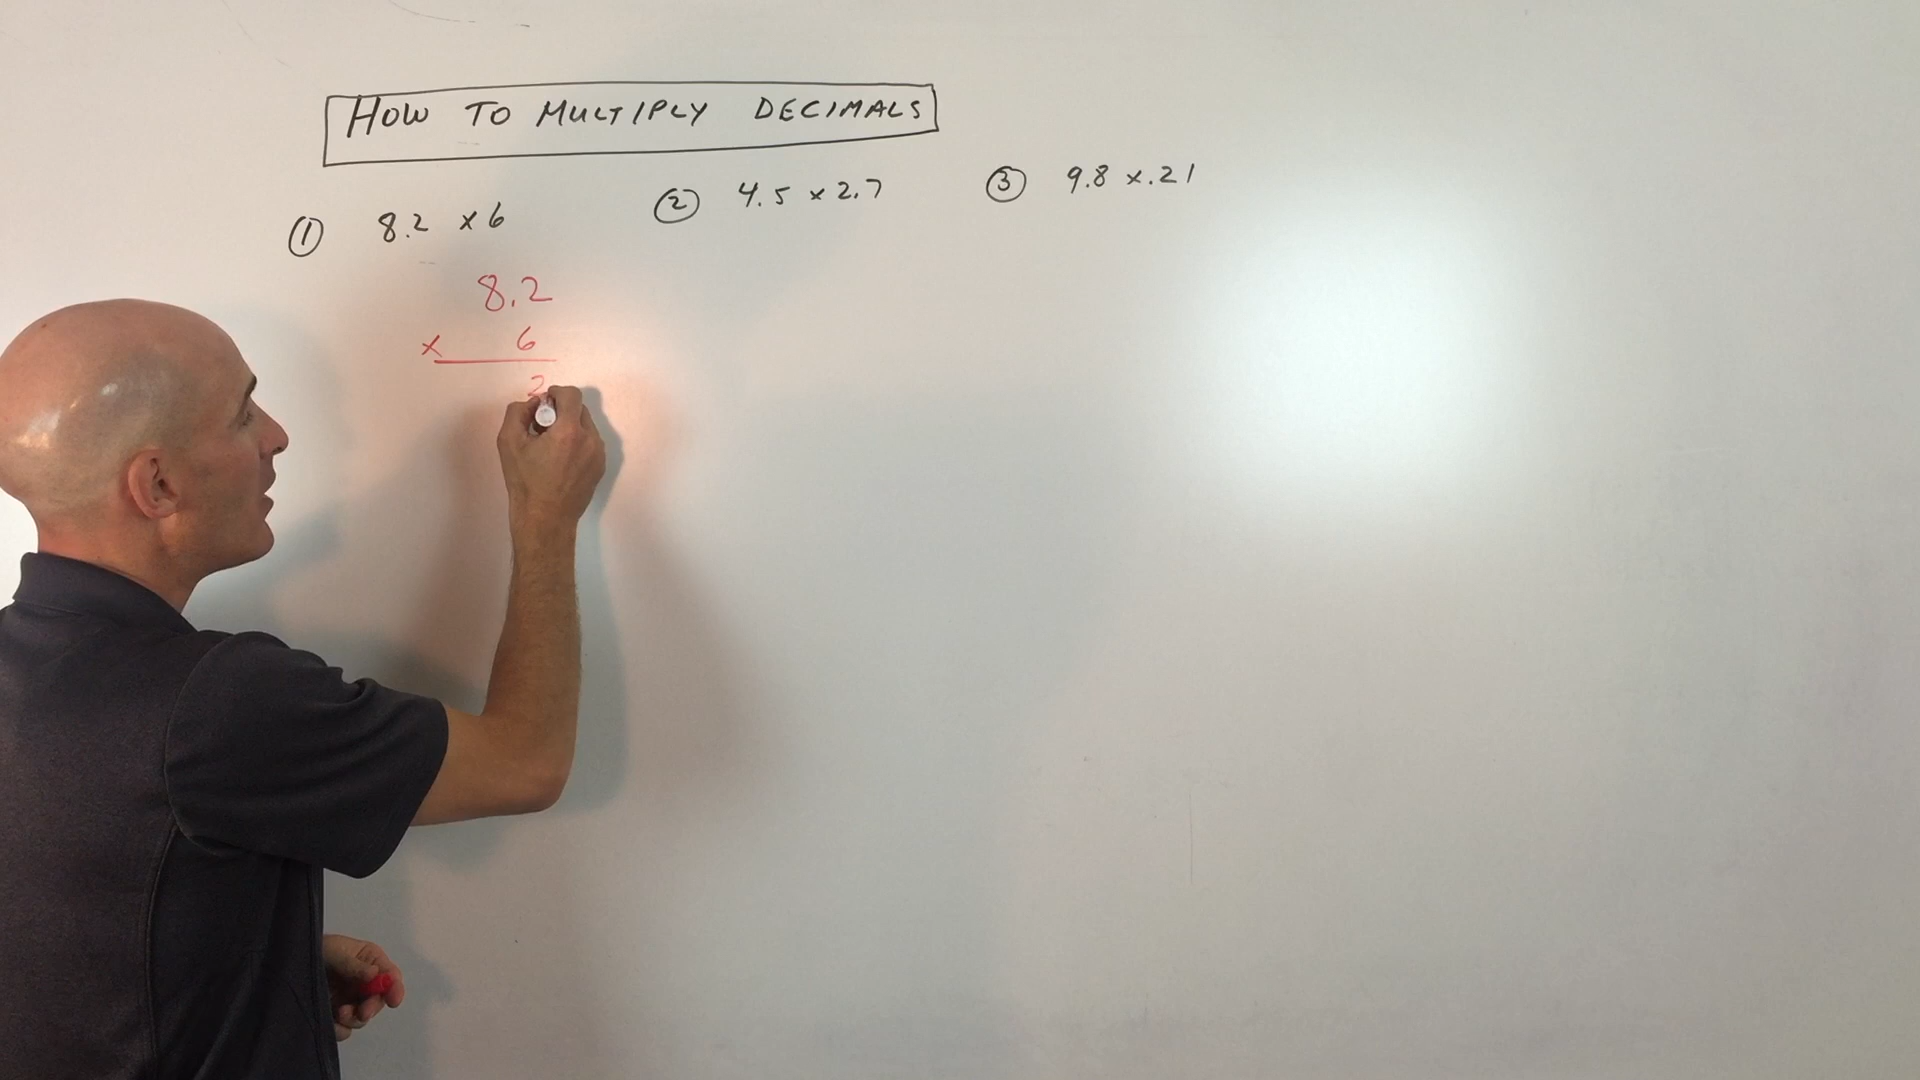 HOW TO MULTIPLY DECIMALS
① 8.2 x 6
② 4.5 x 2.7
③ 9.8 x .21
8.2
x 6
2